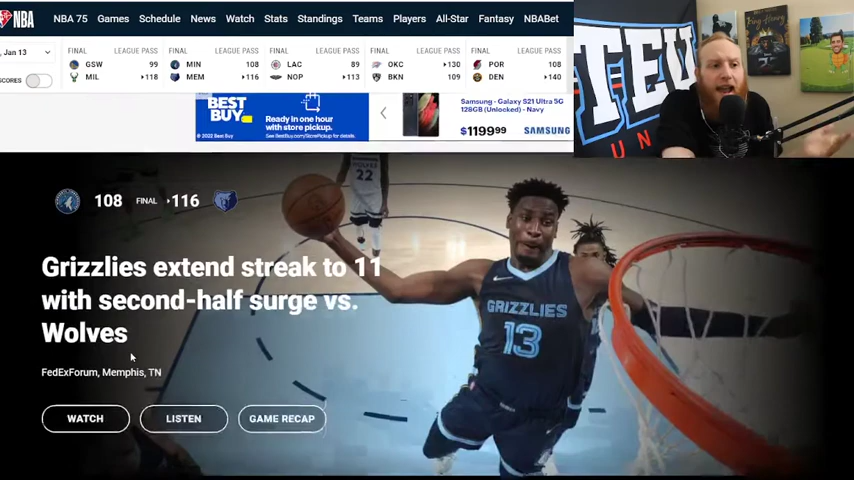 NBA
NBA 75 Games Schedule News Watch Stats Standings Teams Players All-Star Fantasy NBABet
, Jan 13
SCORES
FINAL LEAGUE PASS
GSW 99
MIL 118
FINAL LEAGUE PASS
MIN 108
MEM 116
FINAL LEAGUE PASS
LAC 89
NOP 113
FINAL LEAGUE PASS
OKC 130
BKN 109
FINAL LEAGUE PASS
POR 108
DEN 140
BEST
BUY
© 2022 Best Buy
Ready in one hour
with store pickup.
Samsung - Galaxy S21 Ultra 5G
128GB (Unlocked) - Navy
$1199.99
SAMSUNG
TEU
UN
108 FINAL 116
22
Grizzlies extend streak to 11
with second-half surge vs.
Wolves
FedExForum, Memphis, TN
GRIZZLIES
13
WATCH LISTEN GAME RECAP